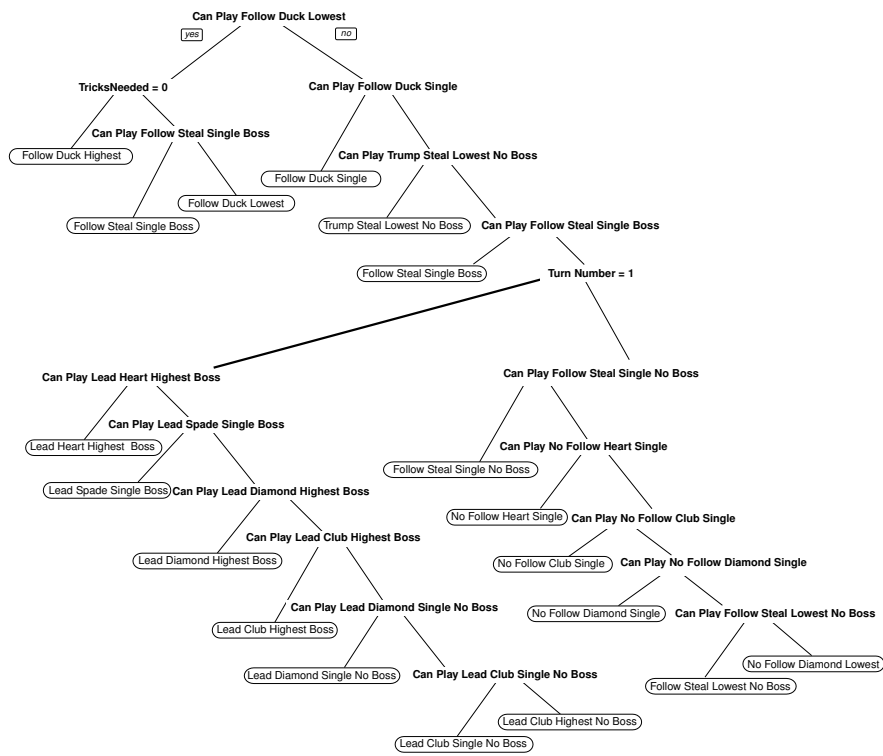 Can Play Follow Duck Lowest
yes
no
TricksNeeded = 0
Can Play Follow Duck Single
Can Play Follow Steal Single Boss
Follow Duck Highest
Can Play Trump Steal Lowest No Boss
Follow Duck Single
Follow Duck Lowest
Follow Steal Single Boss
Trump Steal Lowest No Boss
Can Play Follow Steal Single Boss
Follow Steal Single Boss
Turn Number = 1
Can Play Lead Heart Highest Boss
Can Play Follow Steal Single No Boss
Can Play Lead Spade Single Boss
Lead Heart Highest Boss
Can Play No Follow Heart Single
Follow Steal Single No Boss
Lead Spade Single Boss
Can Play Lead Diamond Highest Boss
No Follow Heart Single
Can Play No Follow Club Single
Can Play Lead Club Highest Boss
Lead Diamond Highest Boss
No Follow Club Single
Can Play No Follow Diamond Single
Can Play Lead Diamond Single No Boss
No Follow Diamond Single
Can Play Follow Steal Lowest No Boss
Lead Club Highest Boss
No Follow Diamond Lowest
Lead Diamond Single No Boss
Can Play Lead Club Single No Boss
Follow Steal Lowest No Boss
Lead Club Highest No Boss
Lead Club Single No Boss